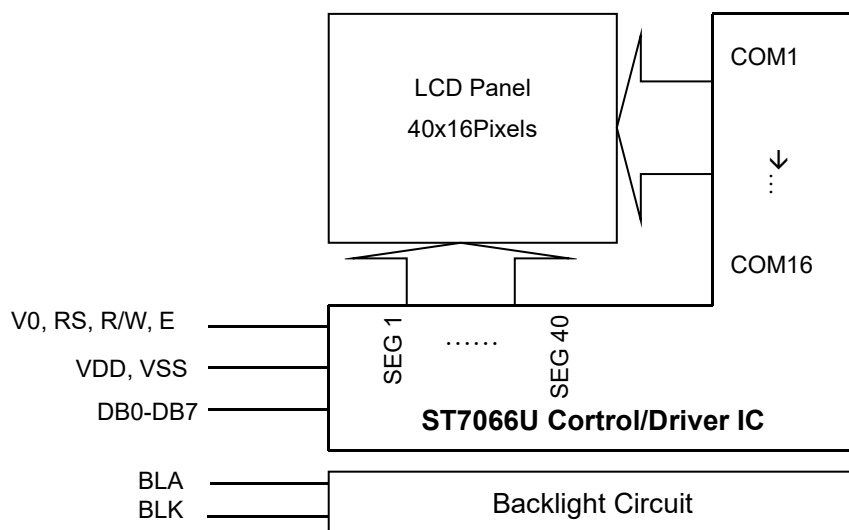 LCD Panel
40x16Pixels
COM1
...
COM16
V0, RS, R/W, E
VDD, VSS
DB0-DB7
SEG 1
......
SEG 40
ST7066U Cortrol/Driver IC
BLA
BLK
Backlight Circuit